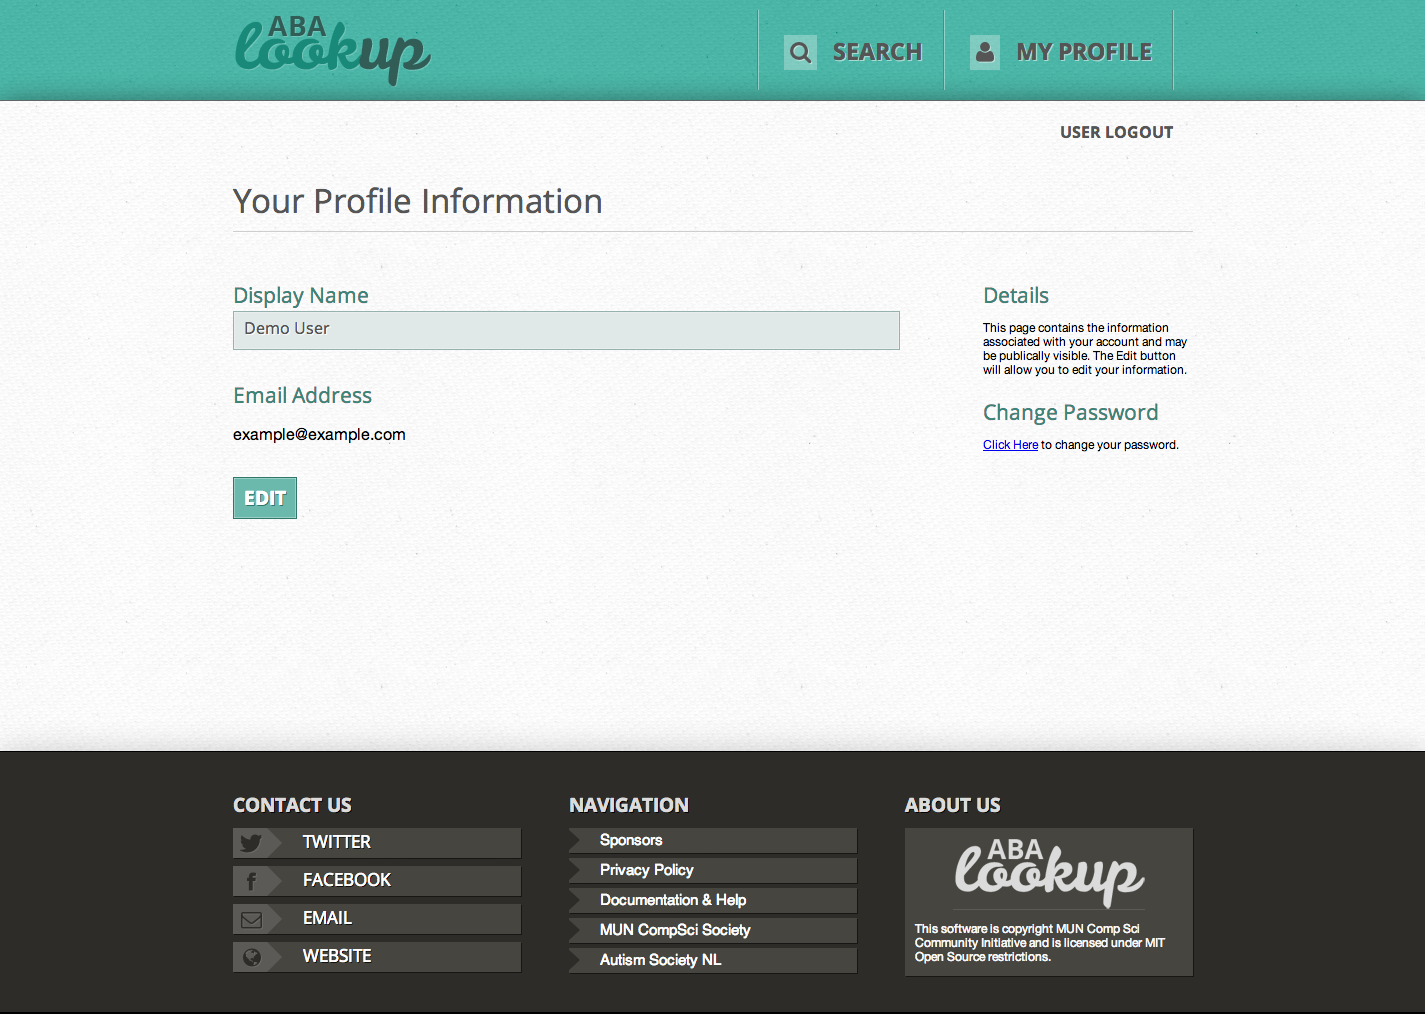 ABA
lookup
SEARCH
MY PROFILE
USER LOGOUT
Your Profile Information
Display Name
Demo User
Email Address
example@example.com
EDIT
Details
This page contains the information
associated with your account and may
be publically visible. The Edit button
will allow you to edit your information.
Change Password
Click Here to change your password.
CONTACT US
TWITTER
FACEBOOK
EMAIL
WEBSITE
NAVIGATION
Sponsors
Privacy Policy
Documentation & Help
MUN CompSci Society
Autism Society NL
ABOUT US
ABA
lookup
This software is copyright MUN Comp Sci
Community Initiative and is licensed under MIT
Open Source restrictions.